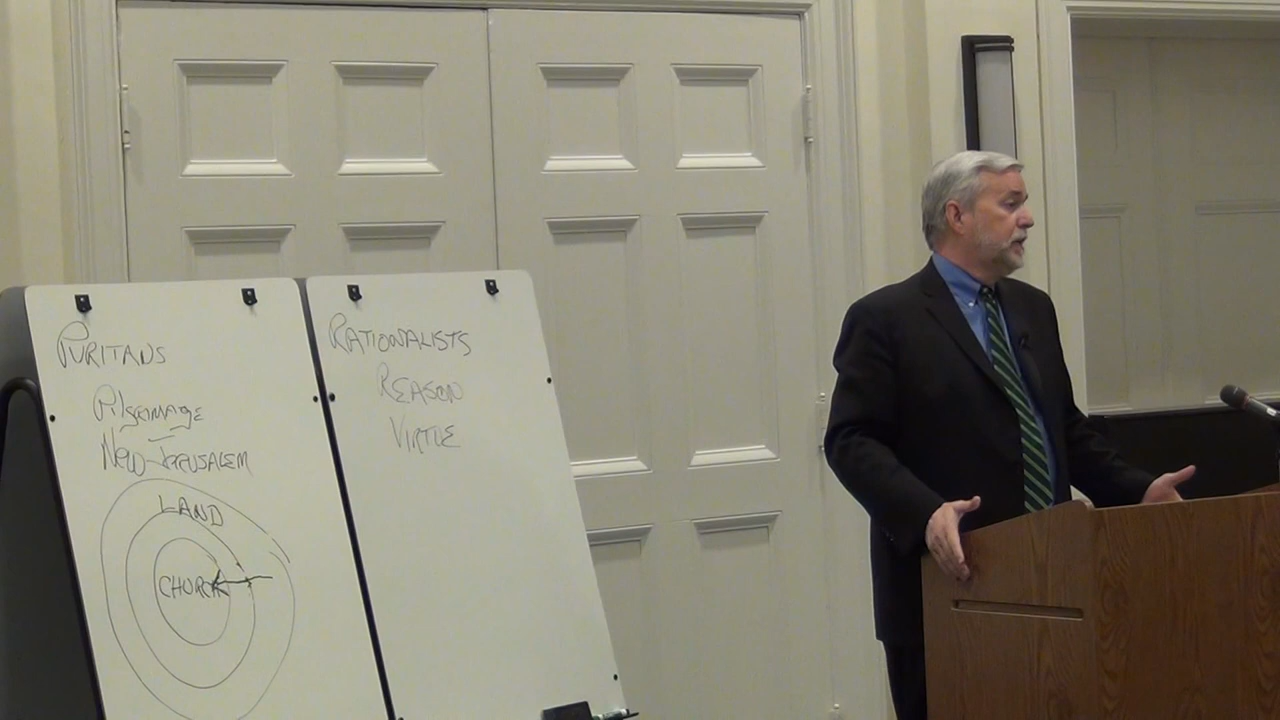 PURITANS
PILGRIMAGE
NEW JERUSALEM
LAND
CHURCH
RATIONALISTS
REASON
VIRTUE